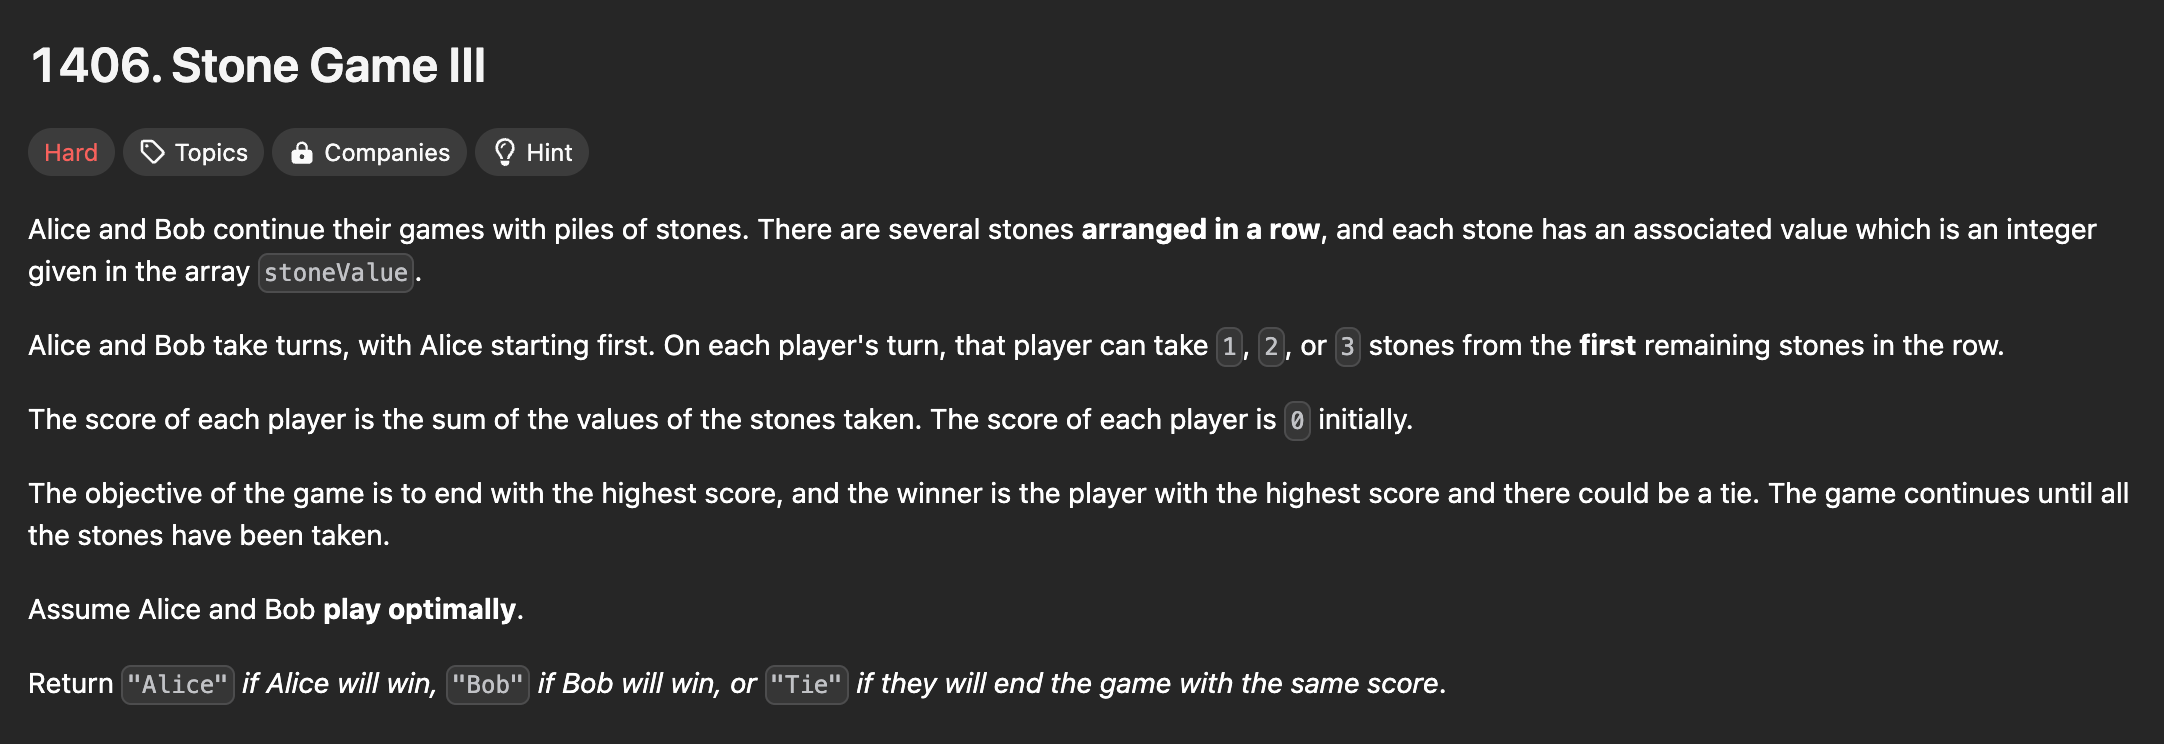 1406. Stone Game III
Hard Topics Companies Hint
Alice and Bob continue their games with piles of stones. There are several stones arranged in a row, and each stone has an associated value which is an integer
given in the array stoneValue.
Alice and Bob take turns, with Alice starting first. On each player's turn, that player can take 1, 2, or 3 stones from the first remaining stones in the row.
The score of each player is the sum of the values of the stones taken. The score of each player is 0 initially.
The objective of the game is to end with the highest score, and the winner is the player with the highest score and there could be a tie. The game continues until all
the stones have been taken.
Assume Alice and Bob play optimally.
Return "Alice" if Alice will win, "Bob" if Bob will win, or "Tie" if they will end the game with the same score.